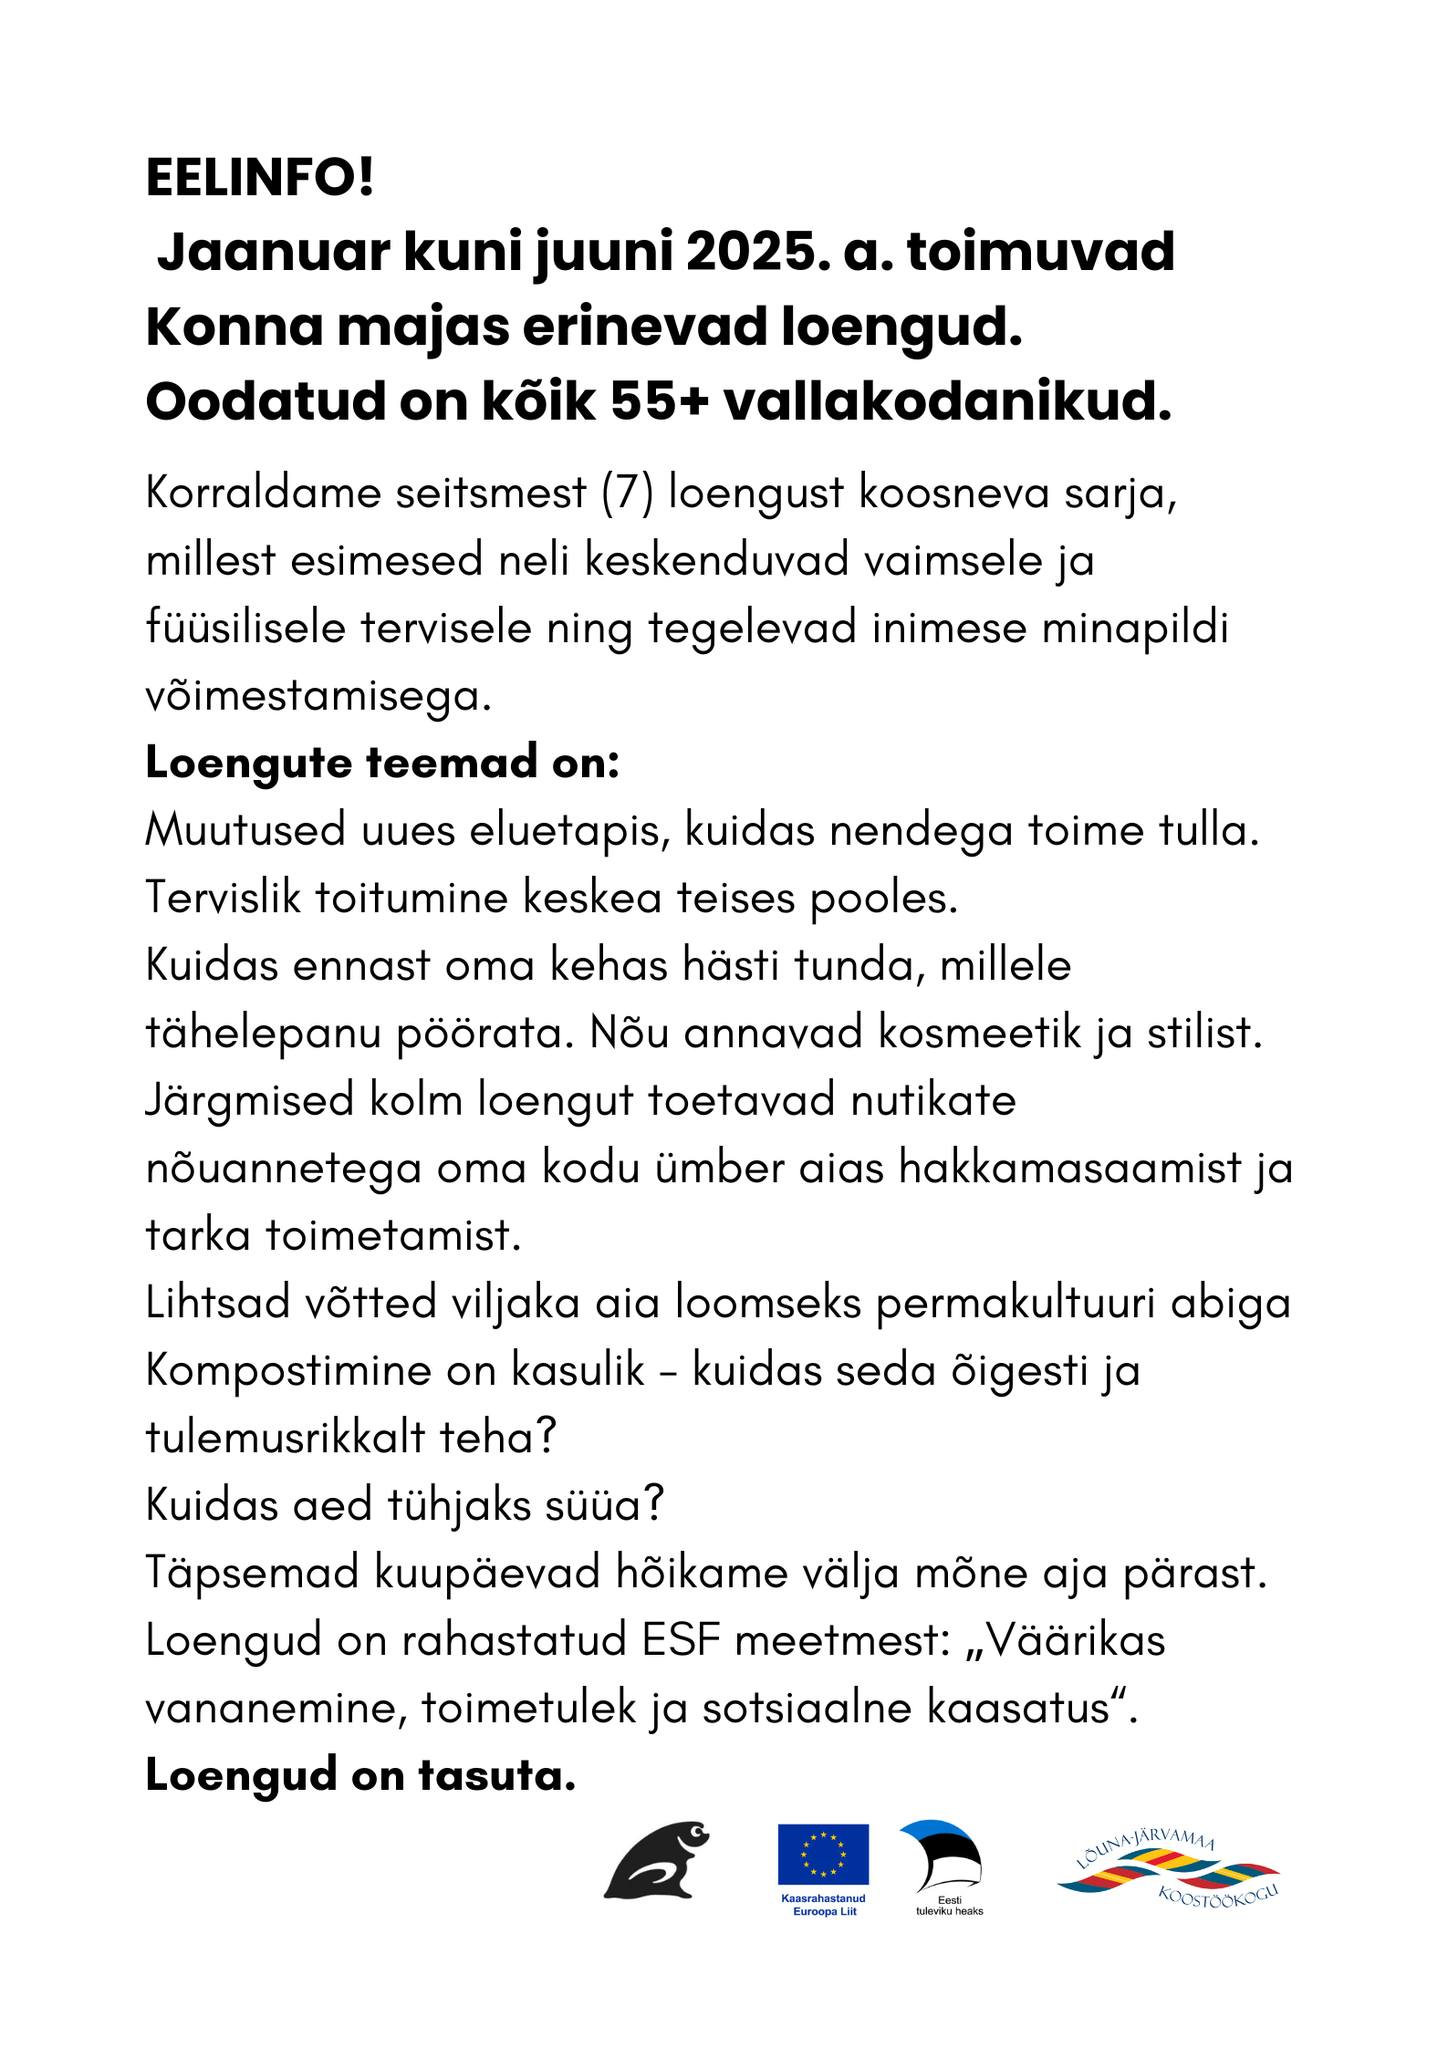 EELINFO!
Jaanuar kuni juuni 2025. a. toimuvad
Konna majas erinevad loengud.
Oodatud on kõik 55+ vallakodanikud.
Korraldame seitsmest (7) loengust koosneva sarja,
millest esimesed neli keskenduvad vaimsele ja
füüsilisele tervisele ning tegelevad inimese minapildi
võimestamisega.
Loengute teemad on:
Muutused uues eluetapis, kuidas nendega toime tulla.
Tervislik toitumine keskea teises pooles.
Kuidas ennast oma kehas hästi tunda, millele
tähelepanu pöörata. Nõu annavad kosmeetik ja stilist.
Järgmised kolm loengut toetavad nutikate
nõuannetega oma kodu ümber aias hakkamasaamist ja
tarka toimetamist.
Lihtsad võtted viljaka aia loomseks permakultuuri abiga
Kompostimine on kasulik – kuidas seda õigesti ja
tulemusrikkalt teha?
Kuidas aed tühjaks süüa?
Täpsemad kuupäevad hõikame välja mõne aja pärast.
Loengud on rahastatud ESF meetmest: „Väärikas
vananemine, toimetulek ja sotsiaalne kaasatus“.
Loengud on tasuta.
Kaasrahastanud
Euroopa Liit
Eesti
tuleviku heaks
LÕUNA-JÄRVAMAA
KOOSTÖÖKOGU